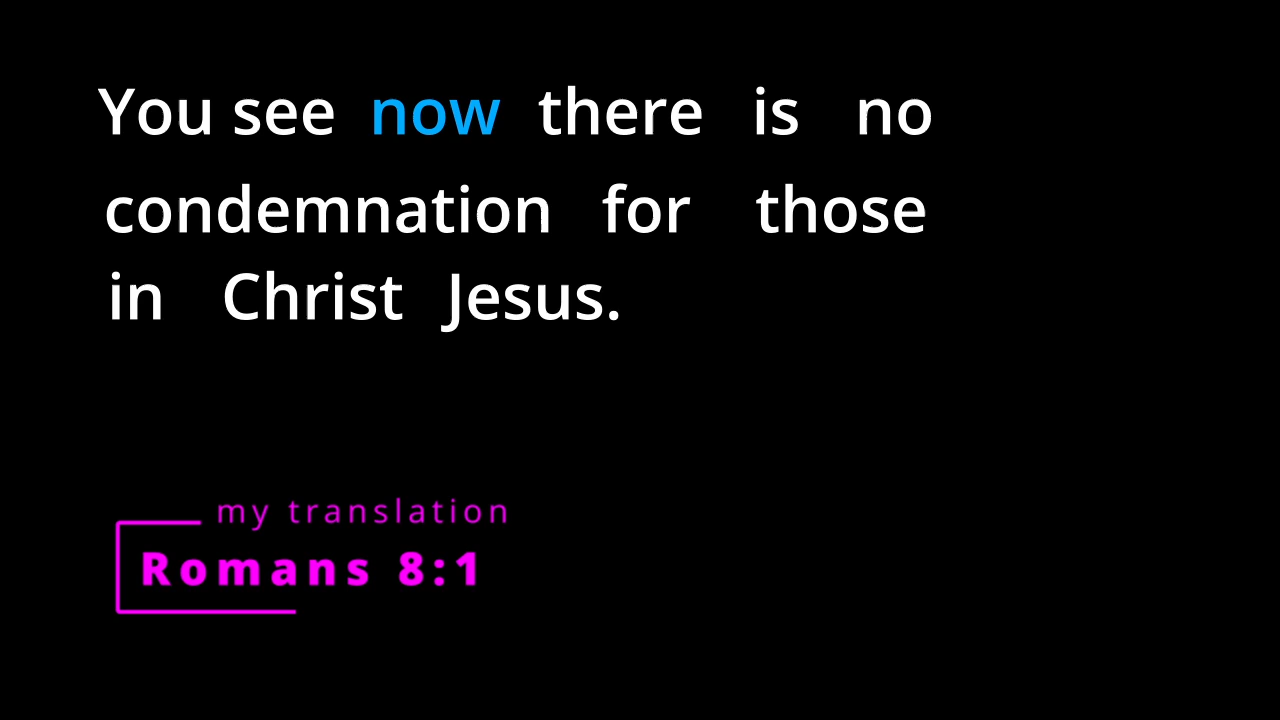 You see now there is no
condemnation for those
in Christ Jesus.
my translation
Romans 8:1